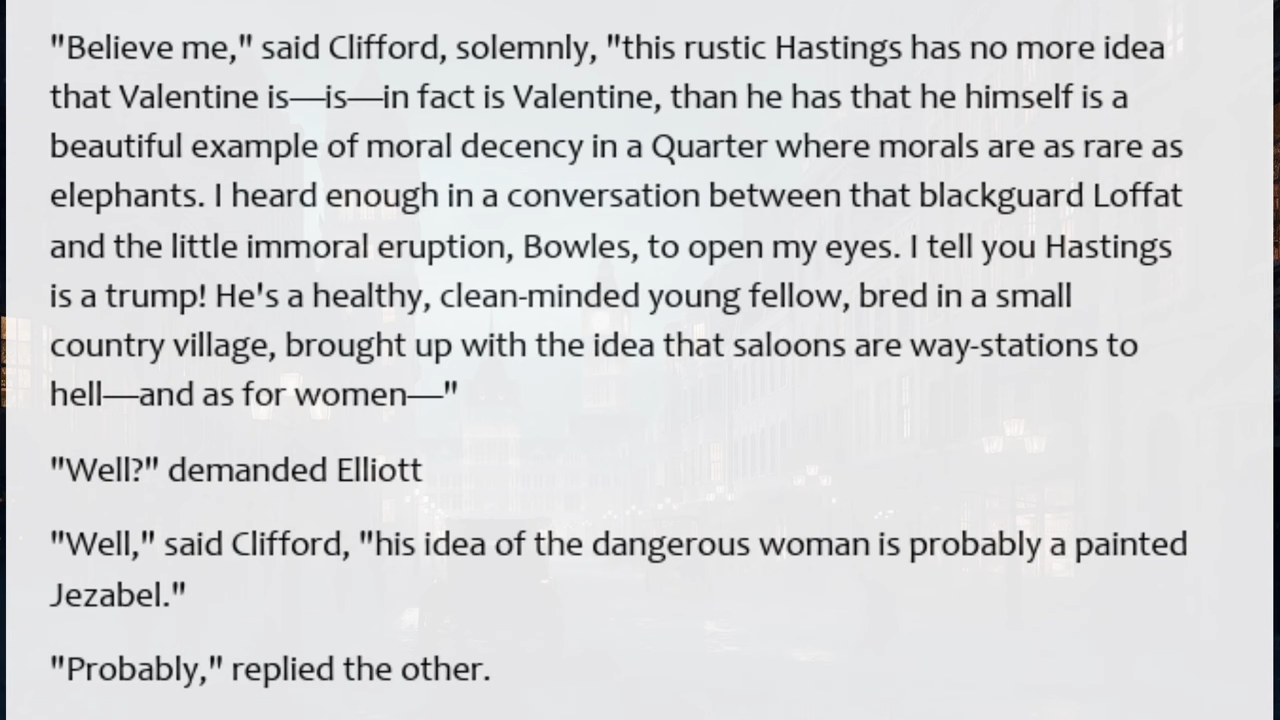 "Believe me," said Clifford, solemnly, "this rustic Hastings has no more idea
that Valentine is—is—in fact is Valentine, than he has that he himself is a
beautiful example of moral decency in a Quarter where morals are as rare as
elephants. I heard enough in a conversation between that blackguard Loffat
and the little immoral eruption, Bowles, to open my eyes. I tell you Hastings
is a trump! He's a healthy, clean-minded young fellow, bred in a small
country village, brought up with the idea that saloons are way-stations to
hell—and as for women—"
"Well?" demanded Elliott
"Well," said Clifford, "his idea of the dangerous woman is probably a painted
Jezabel."
"Probably," replied the other.